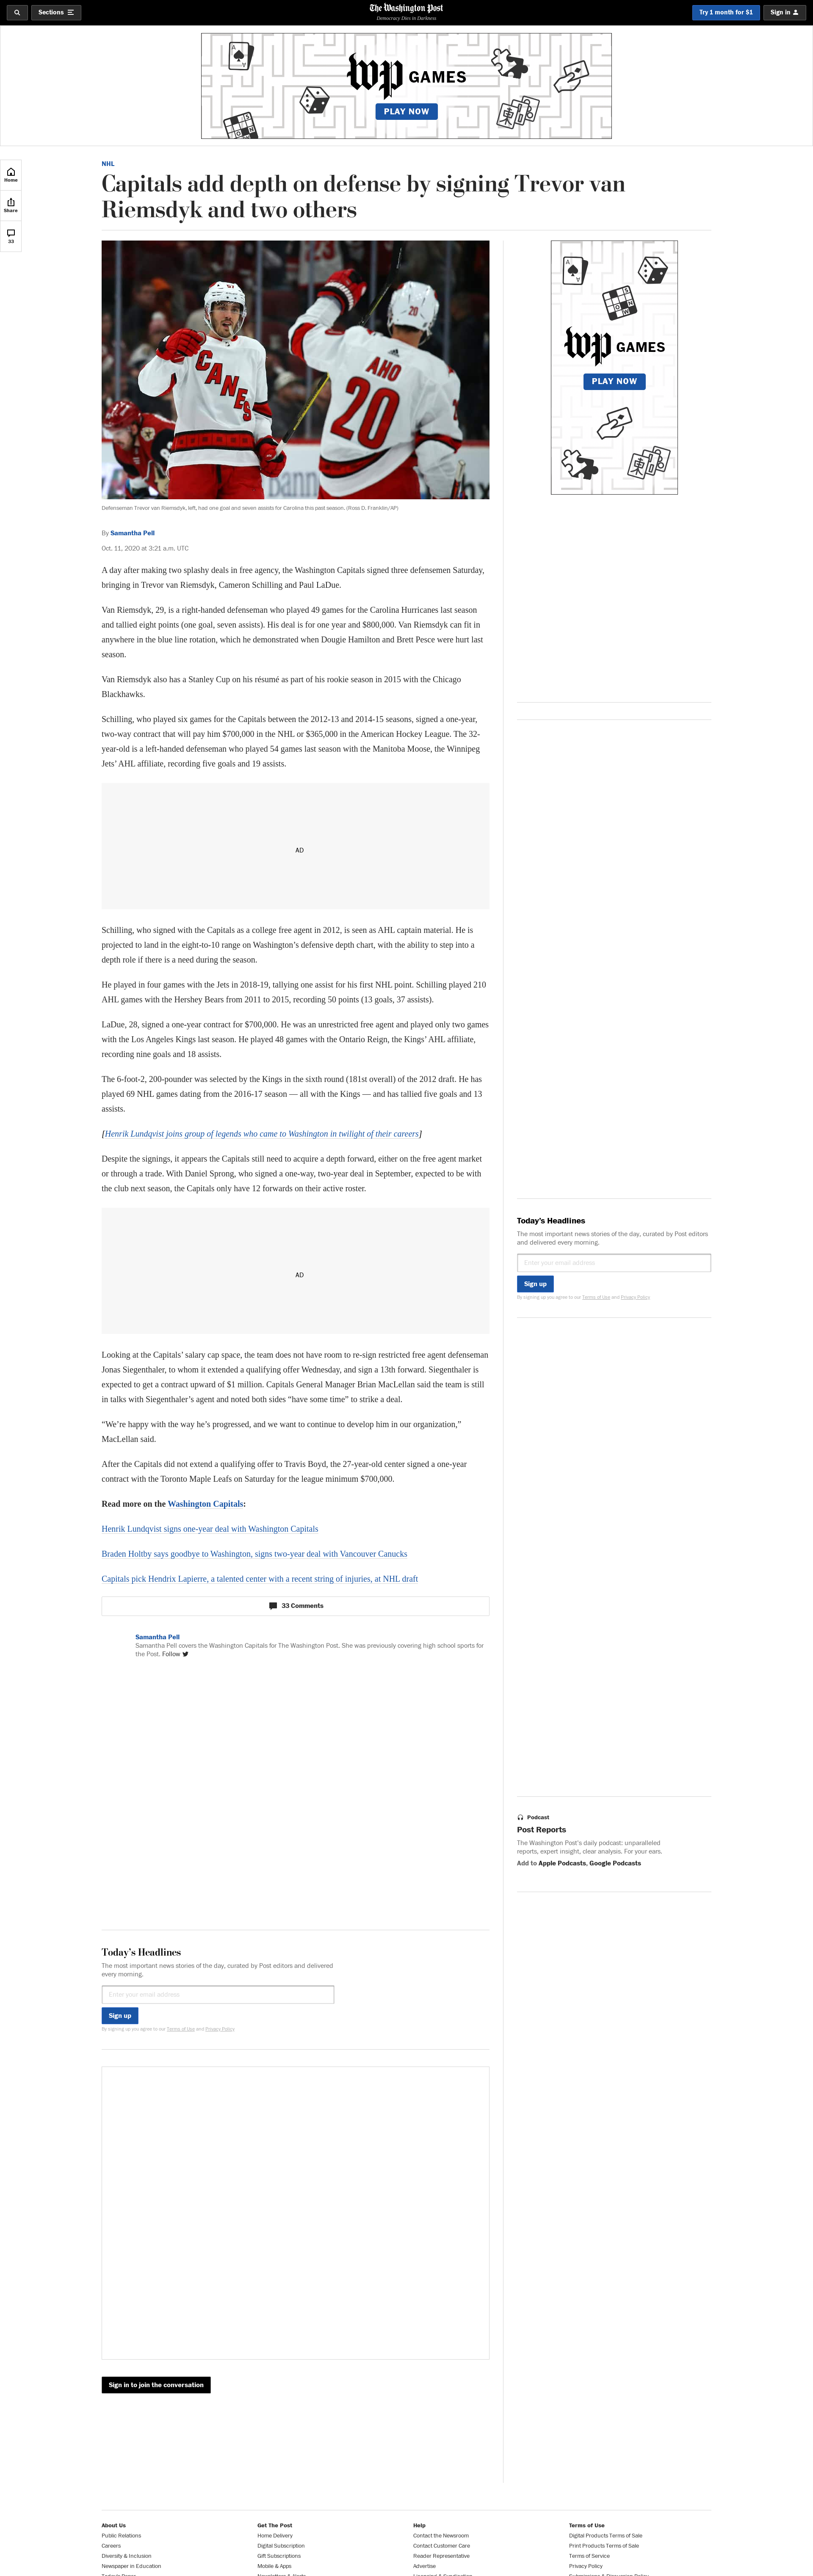 Sections
The Washington Post
Democracy Dies in Darkness
Try 1 month for $1
Sign in
wp GAMES
PLAY NOW
Home
Share
33
NHL
Capitals add depth on defense by signing Trevor van
Riemsdyk and two others
CANES
AHO
20
20
wp GAMES
PLAY NOW
Defenseman Trevor van Riemsdyk, left, had one goal and seven assists for Carolina this past season. (Ross D. Franklin/AP)
By Samantha Pell
Oct. 11, 2020 at 3:21 a.m. UTC
A day after making two splashy deals in free agency, the Washington Capitals signed three defensemen Saturday,
bringing in Trevor van Riemsdyk, Cameron Schilling and Paul LaDue.
Van Riemsdyk, 29, is a right-handed defenseman who played 49 games for the Carolina Hurricanes last season
and tallied eight points (one goal, seven assists). His deal is for one year and $800,000. Van Riemsdyk can fit in
anywhere in the blue line rotation, which he demonstrated when Dougie Hamilton and Brett Pesce were hurt last
season.
Van Riemsdyk also has a Stanley Cup on his résumé as part of his rookie season in 2015 with the Chicago
Blackhawks.
Schilling, who played six games for the Capitals between the 2012-13 and 2014-15 seasons, signed a one-year,
two-way contract that will pay him $700,000 in the NHL or $365,000 in the American Hockey League. The 32-
year-old is a left-handed defenseman who played 54 games last season with the Manitoba Moose, the Winnipeg
Jets’ AHL affiliate, recording five goals and 19 assists.
AD
Schilling, who signed with the Capitals as a college free agent in 2012, is seen as AHL captain material. He is
projected to land in the eight-to-10 range on Washington’s defensive depth chart, with the ability to step into a
depth role if there is a need during the season.
He played in four games with the Jets in 2018-19, tallying one assist for his first NHL point. Schilling played 210
AHL games with the Hershey Bears from 2011 to 2015, recording 50 points (13 goals, 37 assists).
LaDue, 28, signed a one-year contract for $700,000. He was an unrestricted free agent and played only two games
with the Los Angeles Kings last season. He played 48 games with the Ontario Reign, the Kings’ AHL affiliate,
recording nine goals and 18 assists.
The 6-foot-2, 200-pounder was selected by the Kings in the sixth round (181st overall) of the 2012 draft. He has
played 69 NHL games dating from the 2016-17 season — all with the Kings — and has tallied five goals and 13
assists.
[Henrik Lundqvist joins group of legends who came to Washington in twilight of their careers]
Despite the signings, it appears the Capitals still need to acquire a depth forward, either on the free agent market
or through a trade. With Daniel Sprong, who signed a one-way, two-year deal in September, expected to be with
the club next season, the Capitals only have 12 forwards on their active roster.
AD
Looking at the Capitals’ salary cap space, the team does not have room to re-sign restricted free agent defenseman
Jonas Siegenthaler, to whom it extended a qualifying offer Wednesday, and sign a 13th forward. Siegenthaler is
expected to get a contract upward of $1 million. Capitals General Manager Brian MacLellan said the team is still
in talks with Siegenthaler’s agent and noted both sides “have some time” to strike a deal.
“We’re happy with the way he’s progressed, and we want to continue to develop him in our organization,”
MacLellan said.
After the Capitals did not extend a qualifying offer to Travis Boyd, the 27-year-old center signed a one-year
contract with the Toronto Maple Leafs on Saturday for the league minimum $700,000.
Read more on the Washington Capitals:
Henrik Lundqvist signs one-year deal with Washington Capitals
Braden Holtby says goodbye to Washington, signs two-year deal with Vancouver Canucks
Capitals pick Hendrix Lapierre, a talented center with a recent string of injuries, at NHL draft
33 Comments
Samantha Pell
Samantha Pell covers the Washington Capitals for The Washington Post. She was previously covering high school sports for
the Post. Follow
Today’s Headlines
The most important news stories of the day, curated by Post editors and delivered
every morning.
Enter your email address
Sign up
By signing up you agree to our Terms of Use and Privacy Policy
Sign in to join the conversation
Today’s Headlines
The most important news stories of the day, curated by Post editors
and delivered every morning.
Enter your email address
Sign up
By signing up you agree to our Terms of Use and Privacy Policy
Podcast
Post Reports
The Washington Post’s daily podcast: unparalleled
reports, expert insight, clear analysis. For your ears.
Add to Apple Podcasts, Google Podcasts
About Us
Public Relations
Careers
Diversity & Inclusion
Newspaper in Education
Get The Post
Home Delivery
Digital Subscription
Gift Subscriptions
Mobile & Apps
Help
Contact the Newsroom
Contact Customer Care
Reader Representative
Advertise
Terms of Use
Digital Products Terms of Sale
Print Products Terms of Sale
Terms of Service
Privacy Policy